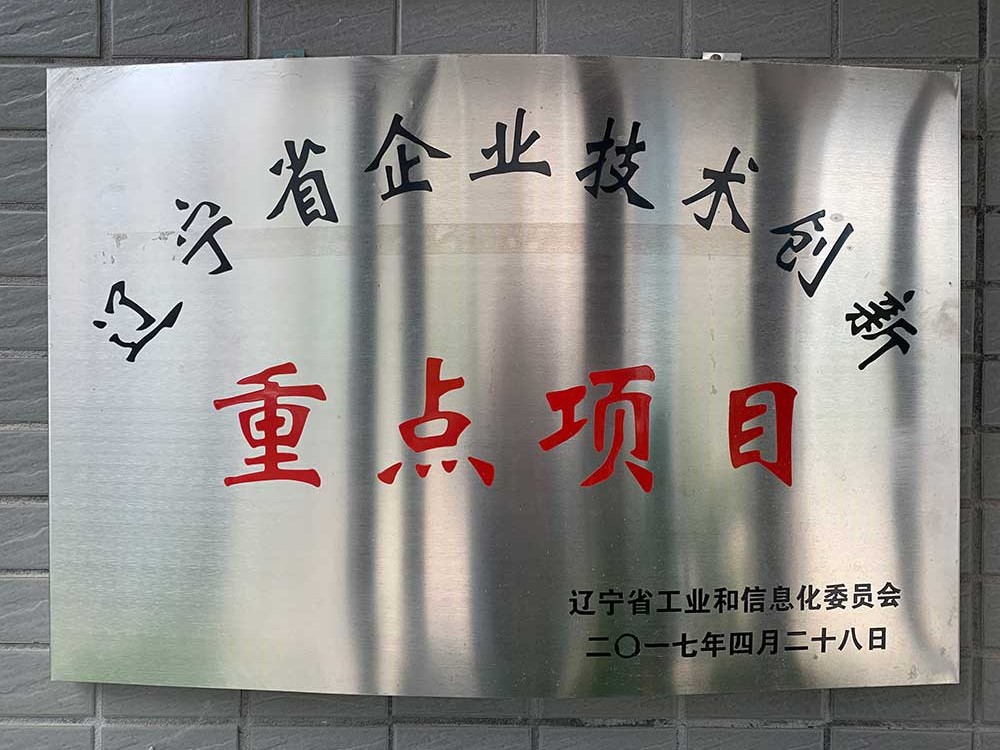 辽宁省企业技术创新
重点项目
辽宁省工业和信息化委员会
二〇一七年四月二十八日